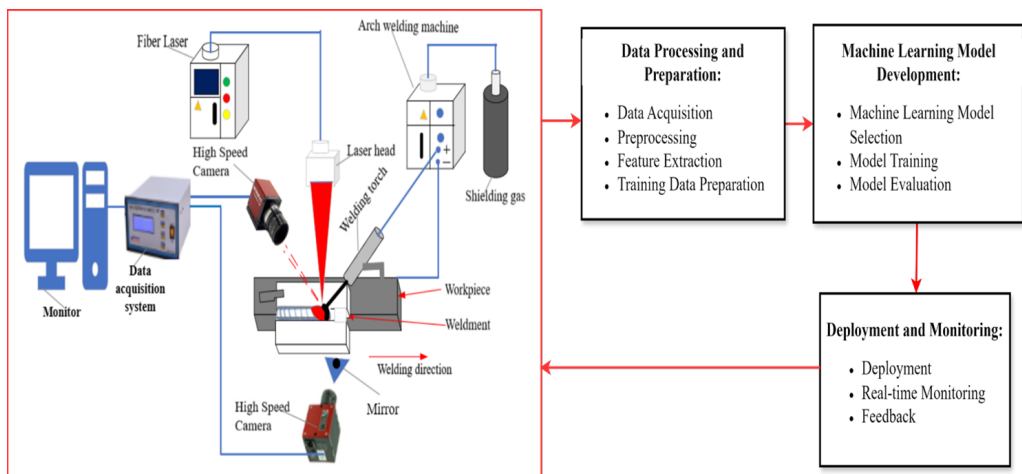 Fiber Laser
Arch welding machine
High Speed
Camera
Laser head
Welding torch
Shielding gas
+
−
Monitor
Data
acquisition
system
Workpiece
Weldment
Welding direction
Mirror
High Speed
Camera
Data Processing and
Preparation:
• Data Acquisition
• Preprocessing
• Feature Extraction
• Training Data Preparation
Machine Learning Model
Development:
• Machine Learning Model
Selection
• Model Training
• Model Evaluation
Deployment and Monitoring:
• Deployment
• Real-time Monitoring
• Feedback